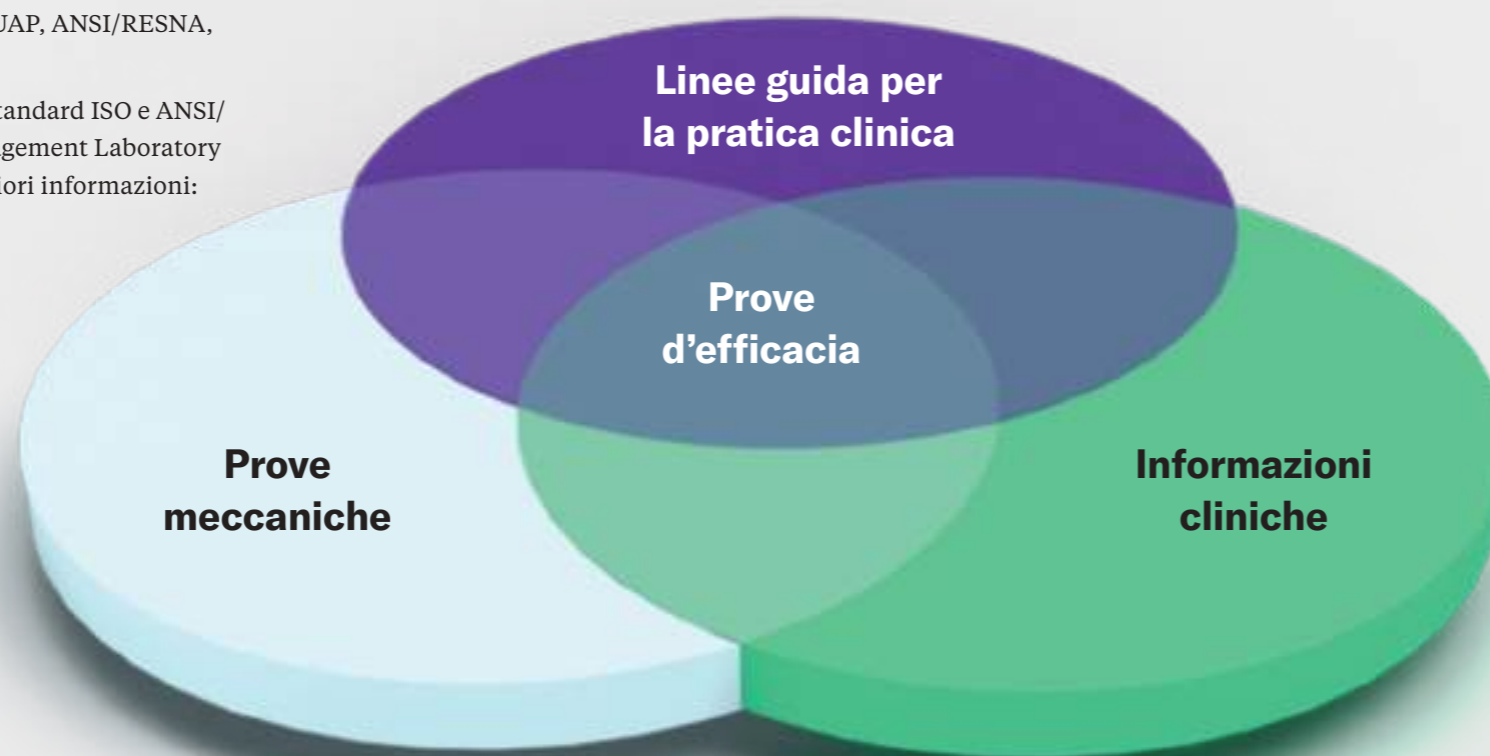 UAP, ANSI/RESNA,
standard ISO e ANSI/
gement Laboratory
iori informazioni:
Linee guida per
la pratica clinica
Prove
d’efficacia
Prove
meccaniche
Informazioni
cliniche